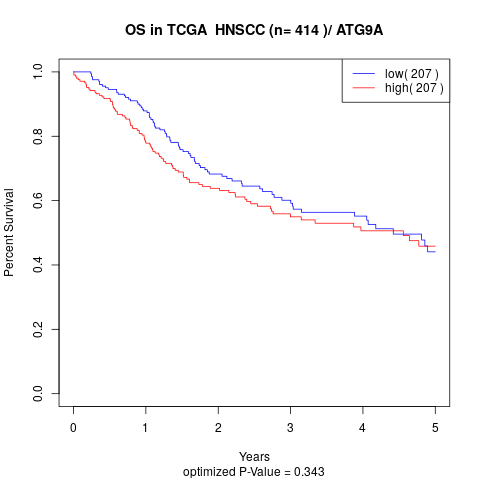 OS in TCGA  HNSCC (n= 414 )/ ATG9A
low( 207 )
high( 207 )
Percent Survival
1.0
0.8
0.6
0.4
0.2
0.0
0 1 2 3 4 5
Years
optimized P-Value = 0.343